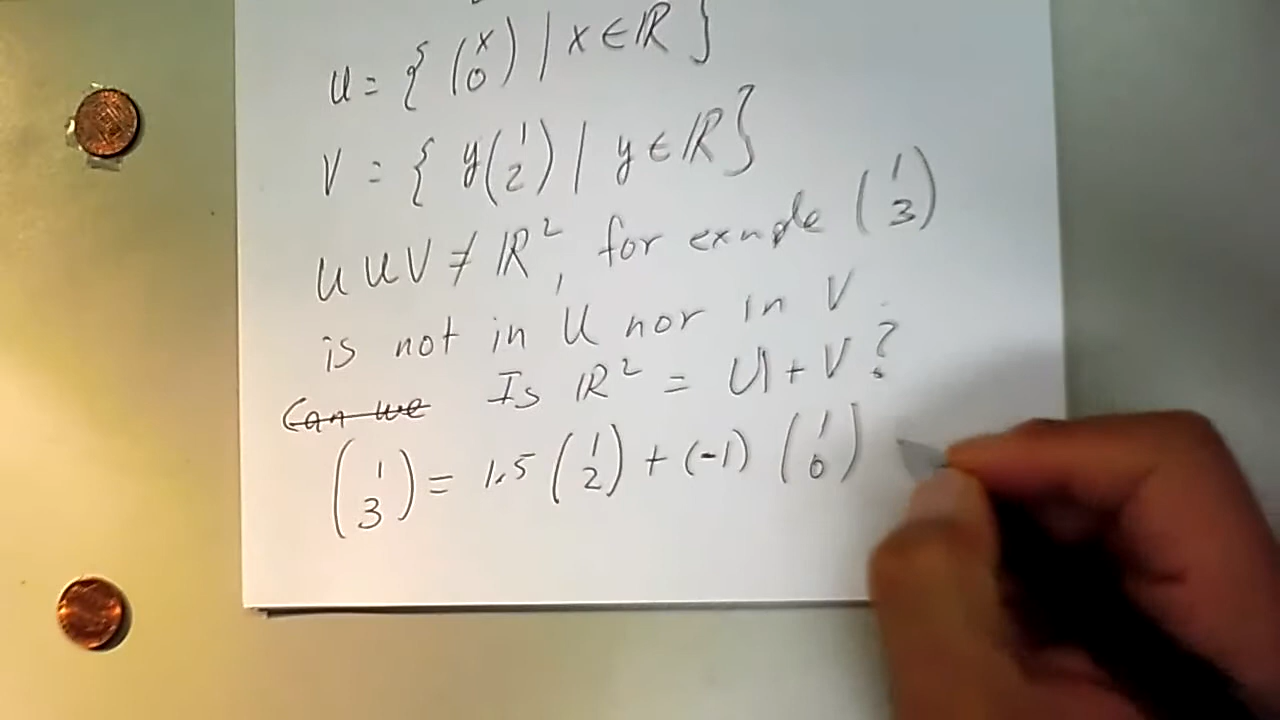 U = { (x 0) | x ∈ ℝ }
V = { y(1 2) | y ∈ ℝ }
U U V ≠ ℝ², for exmple (1 3)
is not in U nor in V.
Can we Is ℝ² = U + V ?
(1 3) = 1.5 (1 2) + (-1) (1 0)